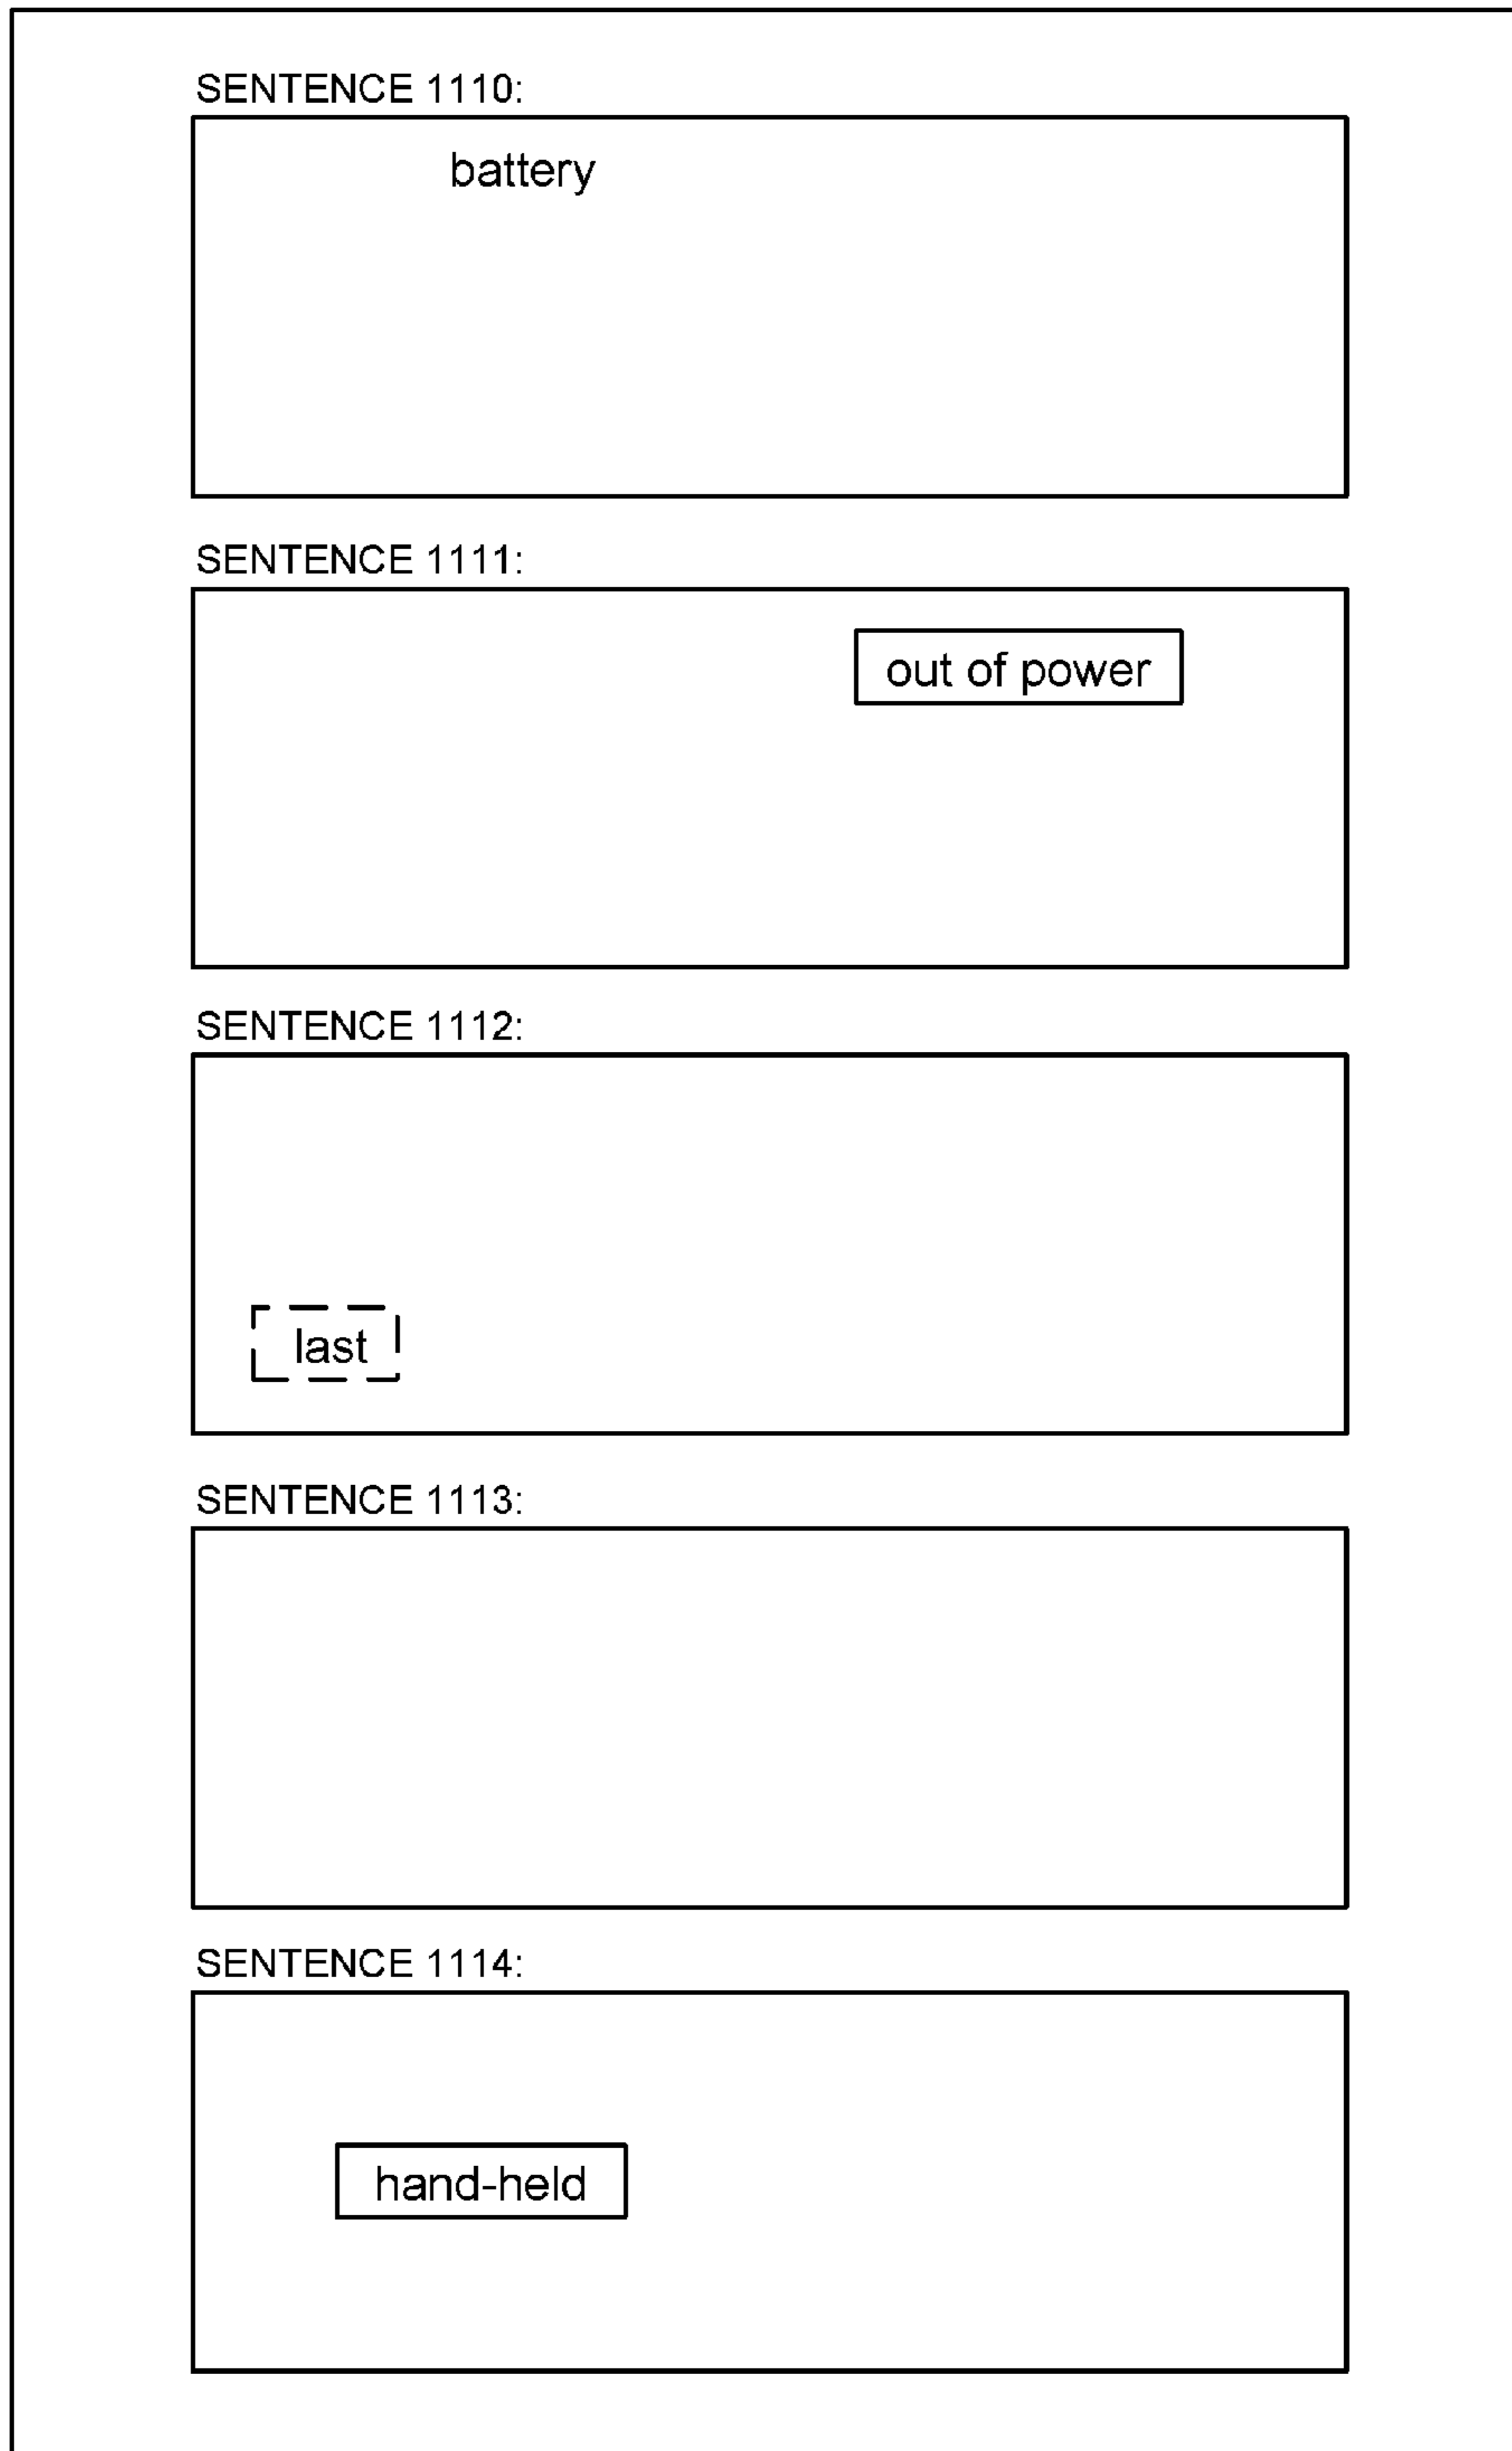 SENTENCE 1110:
battery
SENTENCE 1111:
out of power
SENTENCE 1112:
last
SENTENCE 1113:
SENTENCE 1114:
hand-held